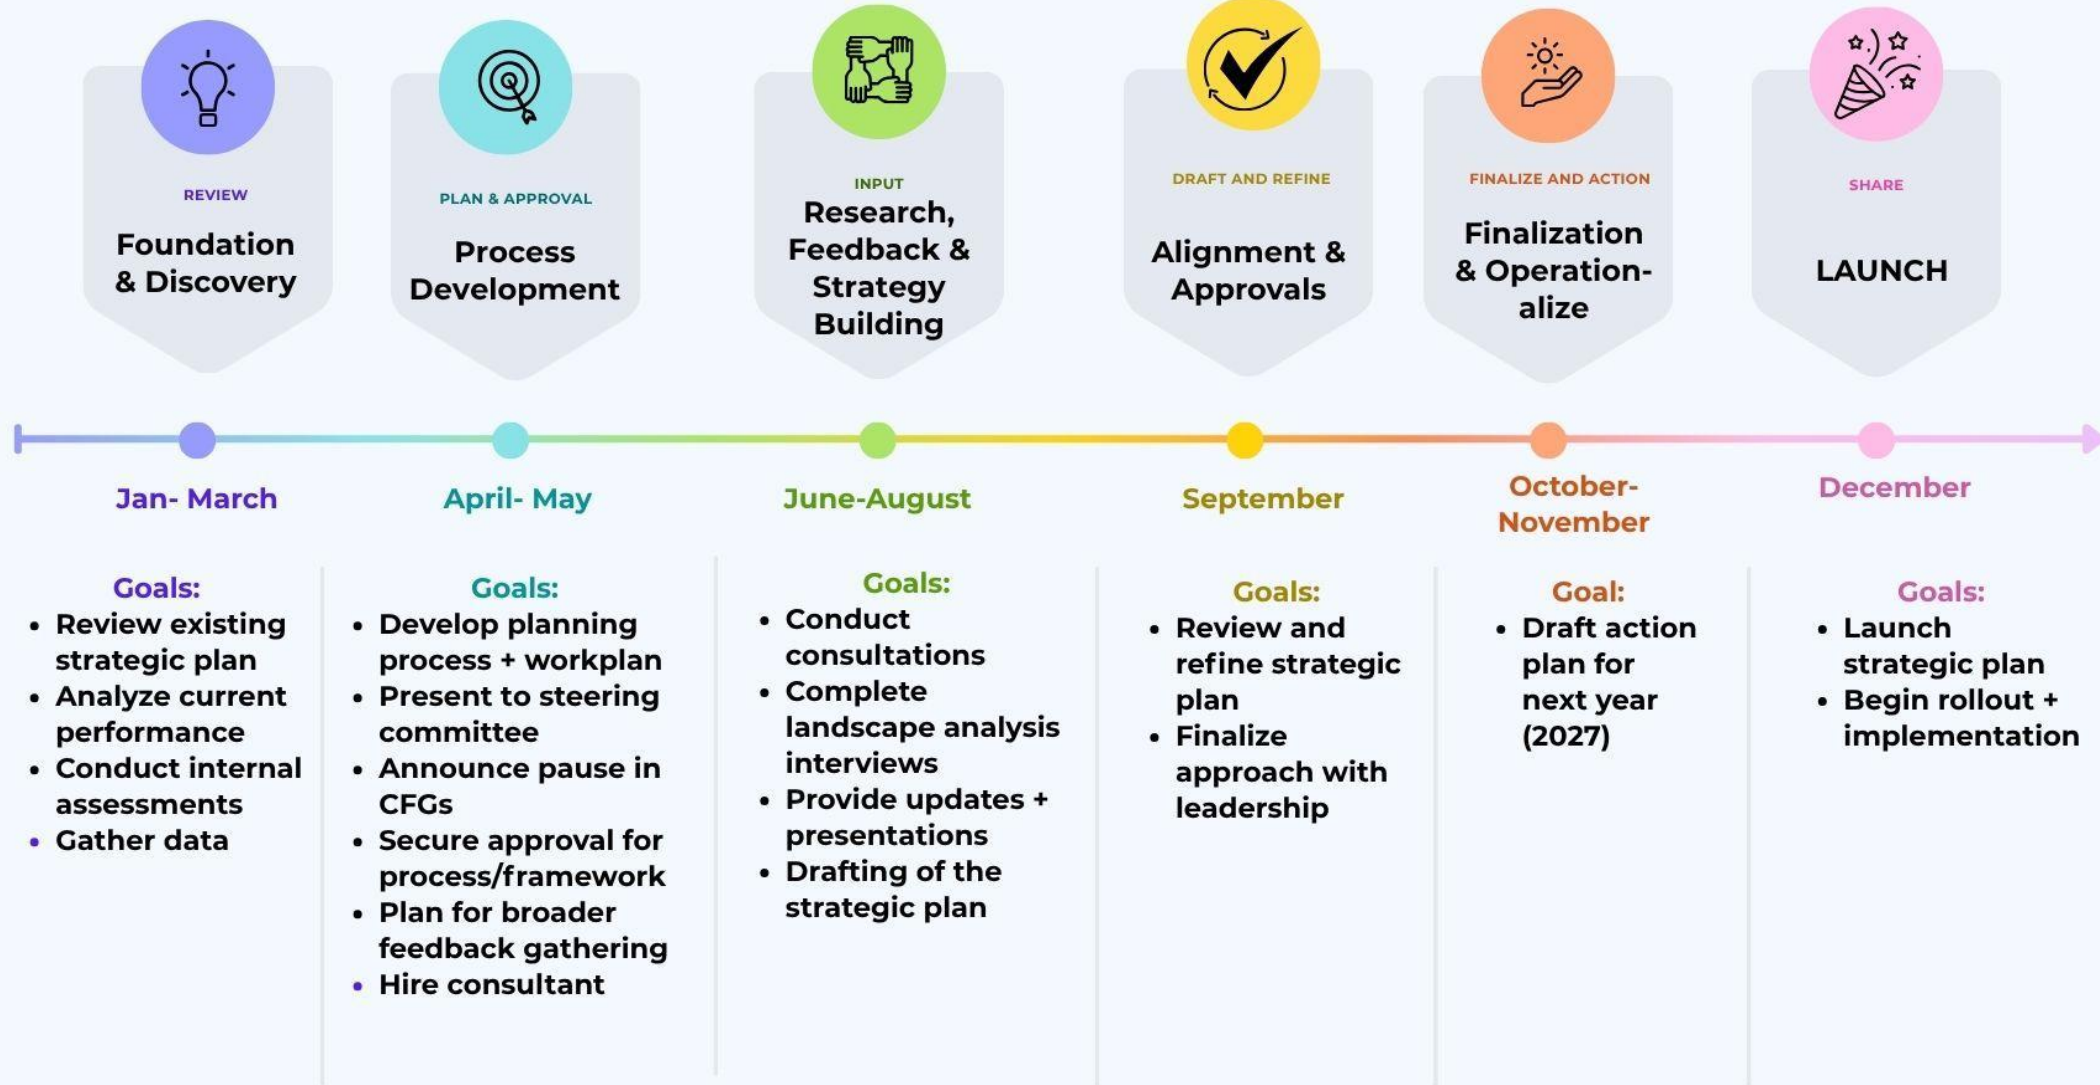 REVIEW
Foundation
& Discovery
PLAN & APPROVAL
Process
Development
INPUT
Research,
Feedback &
Strategy
Building
DRAFT AND REFINE
Alignment &
Approvals
FINALIZE AND ACTION
Finalization
& Operation-
alize
SHARE
LAUNCH
Jan- March
April- May
June-August
September
October-
November
December
Goals:
• Review existing
strategic plan
• Analyze current
performance
• Conduct internal
assessments
• Gather data
Goals:
• Develop planning
process + workplan
• Present to steering
committee
• Announce pause in
CFGs
• Secure approval for
process/framework
• Plan for broader
feedback gathering
• Hire consultant
Goals:
• Conduct
consultations
• Complete
landscape analysis
interviews
• Provide updates +
presentations
• Drafting of the
strategic plan
Goals:
• Review and
refine strategic
plan
• Finalize
approach with
leadership
Goal:
• Draft action
plan for
next year
(2027)
Goals:
• Launch
strategic plan
• Begin rollout +
implementation